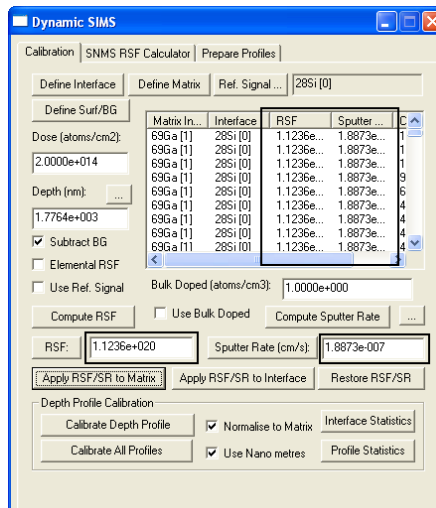 Dynamic SIMS
Calibration SNMS RSF Calculator Prepare Profiles
Define Interface Define Matrix Ref. Signal ... 28Si [0]
Define Surf/BG
Dose (atoms/cm2):
2.0000e+014
Depth (nm): ...
1.7764e+003
Subtract BG
Elemental RSF
Use Ref. Signal
Matrix In... Interface RSF Sputter ... C
69Ga [1] 28Si [0] 1.1236e... 1.8873e... 1
69Ga [1] 28Si [0] 1.1236e... 1.8873e... 1
69Ga [1] 28Si [0] 1.1236e... 1.8873e... 1
69Ga [1] 28Si [0] 1.1236e... 1.8873e... 9
69Ga [1] 28Si [0] 1.1236e... 1.8873e... 6
69Ga [1] 28Si [0] 1.1236e... 1.8873e... 4
69Ga [1] 28Si [0] 1.1236e... 1.8873e... 4
69Ga [1] 28Si [0] 1.1236e... 1.8873e... 4
69Ga [1] 28Si [0] 1.1236e... 1.8873e... 4
Bulk Doped (atoms/cm3): 1.0000e+000
Compute RSF Use Bulk Doped Compute Sputter Rate ...
RSF: 1.1236e+020 Sputter Rate (cm/s): 1.8873e-007
Apply RSF/SR to Matrix Apply RSF/SR to Interface Restore RSF/SR
Depth Profile Calibration
Calibrate Depth Profile Normalise to Matrix Interface Statistics
Calibrate All Profiles Use Nano metres Profile Statistics